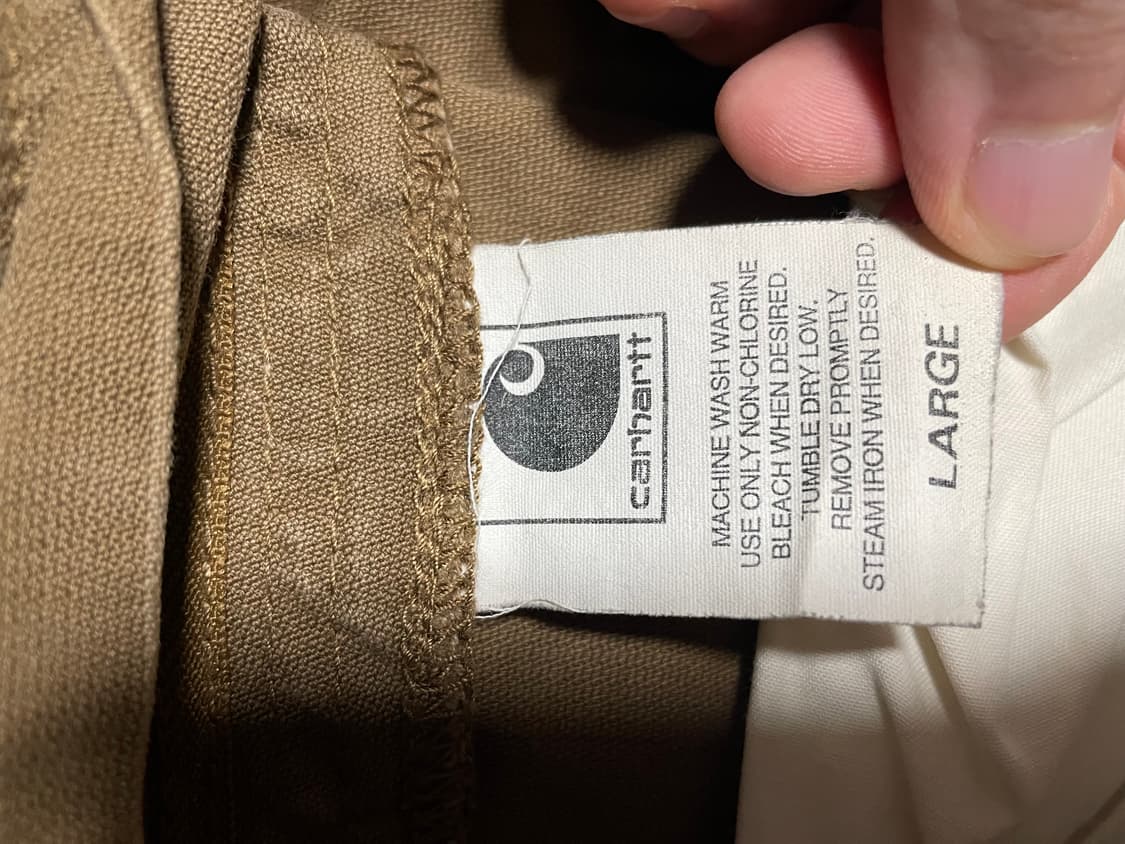 carhartt
MACHINE WASH WARM
USE ONLY NON-CHLORINE
BLEACH WHEN DESIRED.
TUMBLE DRY LOW.
REMOVE PROMPTLY
STEAM IRON WHEN DESIRED.
LARGE